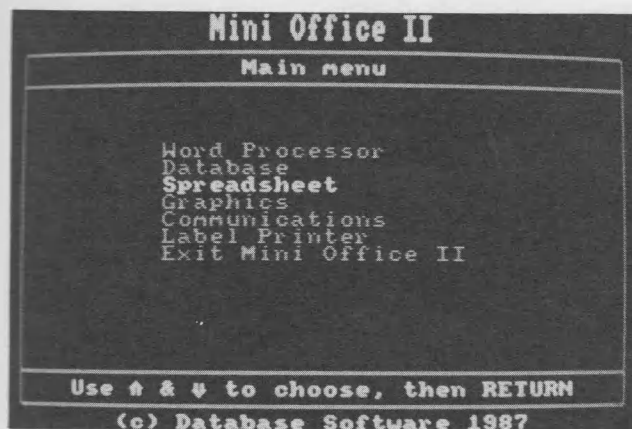 Mini Office II
Main menu
Word Processor
Database
Spreadsheet
Graphics
Communications
Label Printer
Exit Mini Office II
Use ⇑ & ⇓ to choose, then RETURN
(c) Database Software 1987